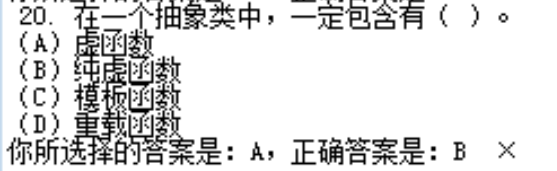 20. 在一个抽象类中，一定包含有（ ）。
(A) 虚函数
(B) 纯虚函数
(C) 模板函数
(D) 重载函数
你所选择的答案是：A，正确答案是：B ×